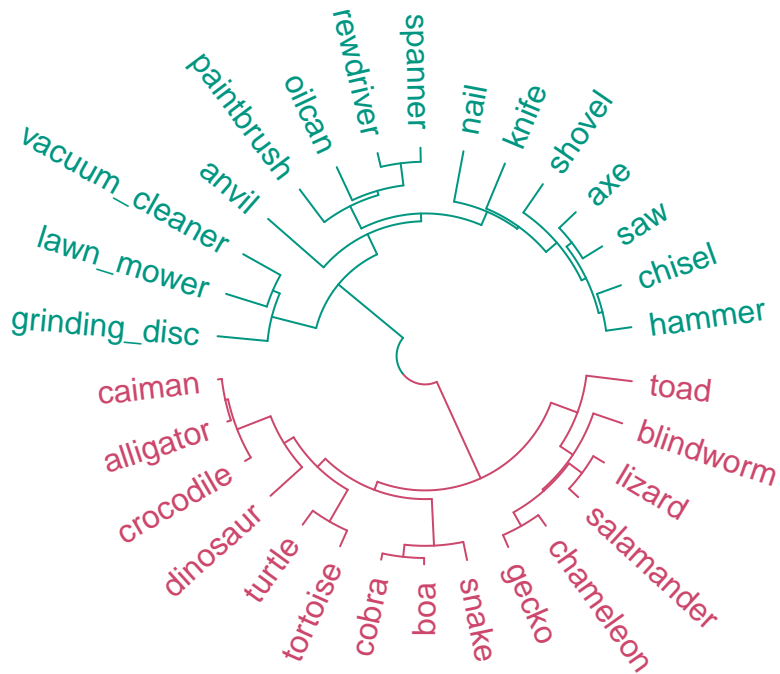 spanner
rewdriver
oilcan
paintbrush
anvil
vacuum_cleaner
lawn_mower
grinding_disc
nail
knife
shovel
axe
saw
chisel
hammer
caiman
alligator
crocodile
dinosaur
turtle
tortoise
cobra
boa
snake
gecko
chameleon
salamander
lizard
blindworm
toad